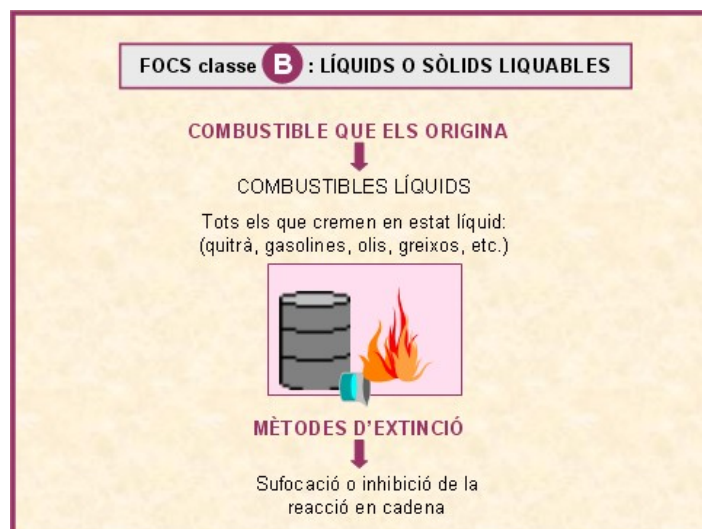 FOCS classe B : LÍQUIDS O SÒLIDS LIQUABLES
COMBUSTIBLE QUE ELS ORIGINA
COMBUSTIBLES LÍQUIDS
Tots els que cremen en estat líquid:
(quitrà, gasolines, olis, greixos, etc.)
MÈTODES D'EXTINCIÓ
Sufocació o inhibició de la
reacció en cadena